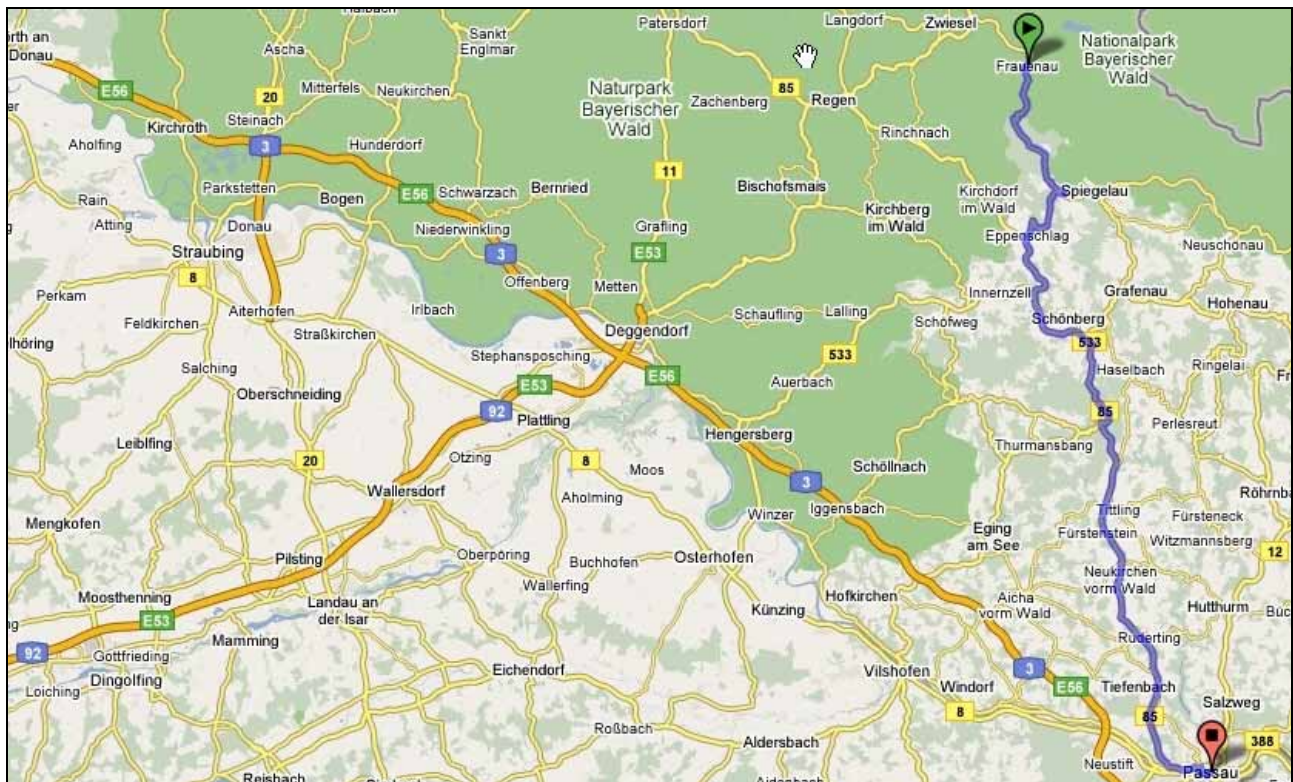 Patersdorf
Langdorf
Zwiesel
Sankt
Englmar
Ascha
Donau
Frauenau
Nationalpark
Bayerischer
Wald
E56
20
Mitterfels
Neukirchen
Naturpark
Bayerischer
Wald
85
Zachenberg
Regen
Kirchroth
Steinach
Aholfing
3
Hunderdorf
Rinchnach
Parkstetten
E56
Schwarzach
Bernried
11
Bischofsmais
Kirchdorf
im Wald
Spiegelau
Rain
Bogen
Atting
Donau
Niederwinkling
Grafling
Kirchberg
im Wald
Eppenschlag
Neuschonau
Straubing
3
E53
8
Offenberg
Metten
Innernzell
Grafenau
Hohenau
Perkam
Aiterhofen
Irlbach
Schaufling
Lalling
Schöfweg
Schönberg
Feldkirchen
Straßkirchen
Deggendorf
533
Stephansposching
533
Haselbach
Ringelai
Salching
E53
E56
Auerbach
Oberschneiding
92
Plattling
85
Perlesreut
Leiblfing
Hengersberg
Thurmansbang
20
Otzing
8
Moos
Schöllnach
Wallersdorf
3
Aholming
Winzer
Iggensbach
Tittling
Fürsteneck
Mengkofen
Eging
am See
Fürstenstein
Witzmannsberg
12
Pilsting
Oberpöring
Buchhofen
Osterhofen
Neukirchen
vorm Wald
Wallerfing
Moosthenning
Landau an
der Isar
Künzing
Hofkirchen
Aicha
vorm Wald
Hutthurm
E53
Mamming
Ruderting
92
Gottfrieding
Eichendorf
Vilshofen
3
Dingolfing
Loiching
Windorf
E56
Tiefenbach
Salzweg
8
85
Roßbach
Aldersbach
388
Neustift
Passau
Reisbach